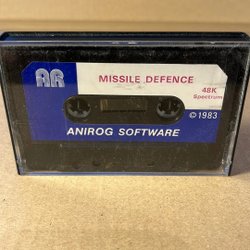 AR
MISSILE DEFENCE
48K
Spectrum
©1983
ANIROG SOFTWARE